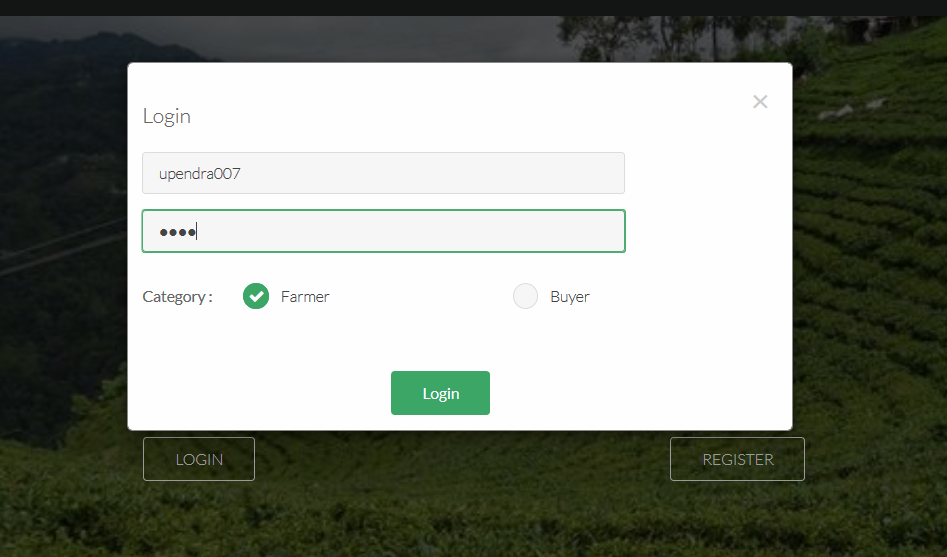 Login
×
upendra007
●●●●
Category : Farmer Buyer
Login
LOGIN REGISTER